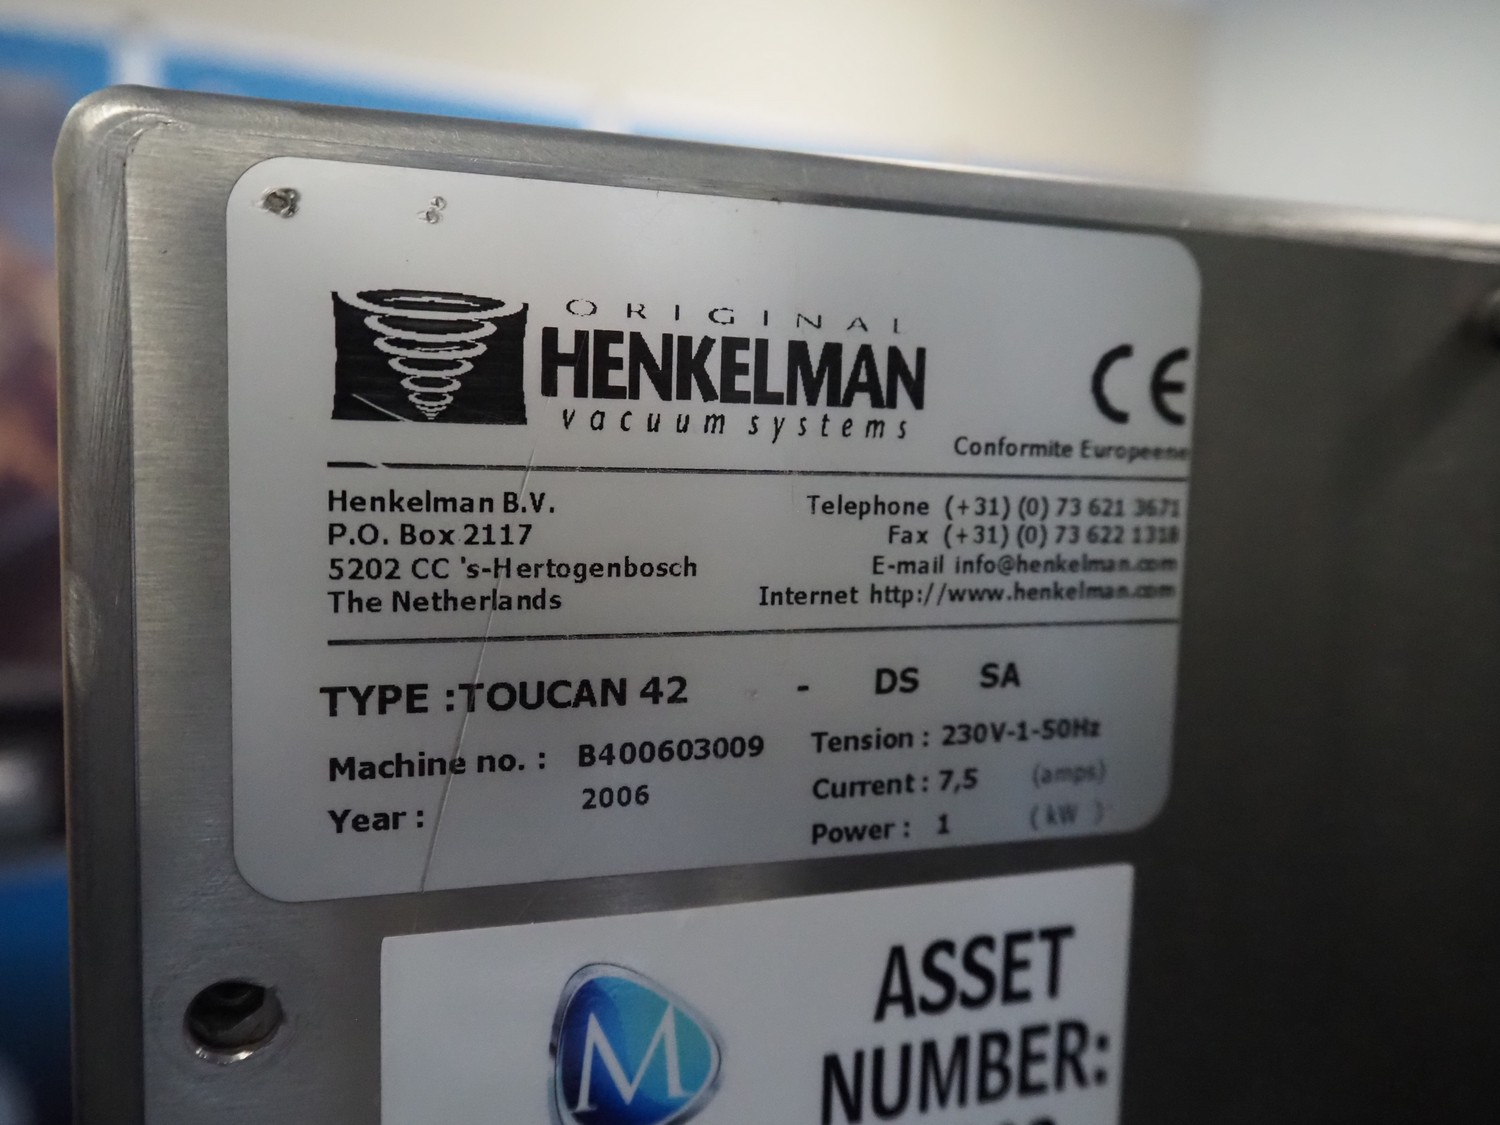 ORIGINAL
HENKELMAN
vacuum systems
CE
Conformite Europeene
Henkelman B.V.
P.O. Box 2117
5202 CC 's-Hertogenbosch
The Netherlands
Telephone (+31) (0) 73 621 3671
Fax (+31) (0) 73 622 1318
E-mail info@henkelman.com
Internet http://www.henkelman.com
TYPE :TOUCAN 42 - DS SA
Machine no. : B400603009
Year : 2006
Tension : 230V-1-50Hz
Current : 7,5 (amps)
Power : 1 (kW )
M
ASSET
NUMBER: